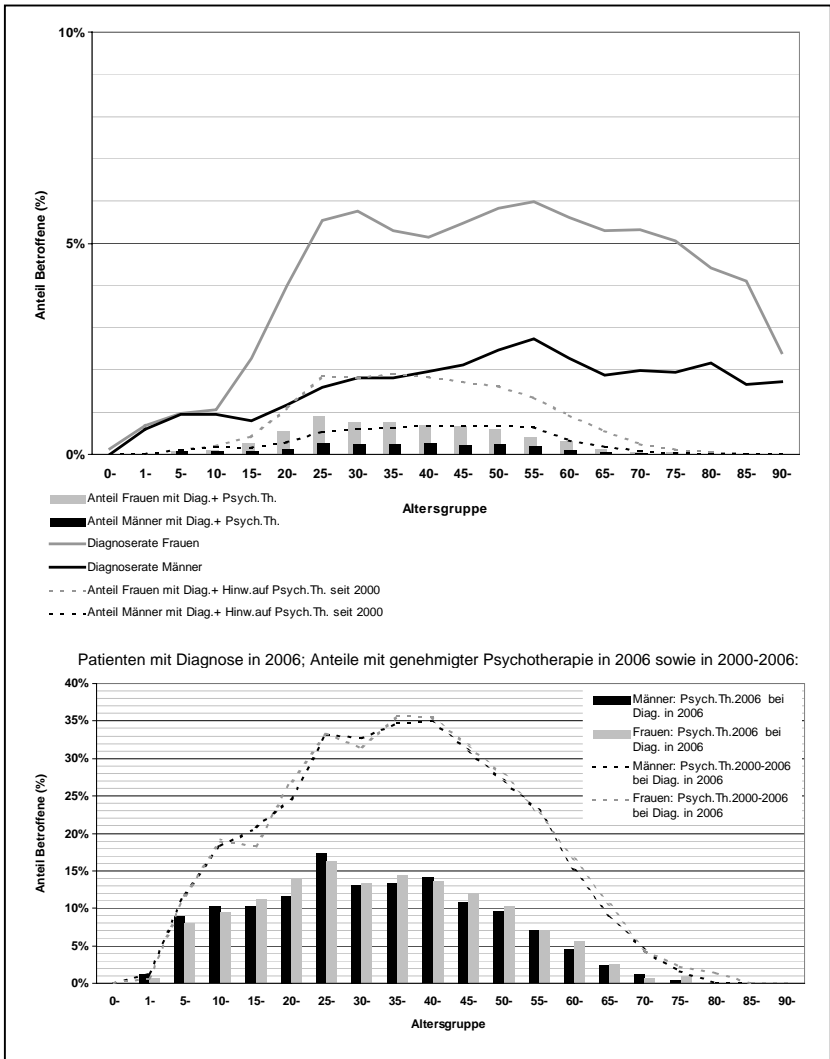 10%
5%
0%
Anteil Betroffene (%)
0- 1- 5- 10- 15- 20- 25- 30- 35- 40- 45- 50- 55- 60- 65- 70- 75- 80- 85- 90-
Altersgruppe
Anteil Frauen mit Diag.+ Psych.Th.
Anteil Männer mit Diag.+ Psych.Th.
Diagnoserate Frauen
Diagnoserate Männer
Anteil Frauen mit Diag.+ Hinw.auf Psych.Th. seit 2000
Anteil Männer mit Diag.+ Hinw.auf Psych.Th. seit 2000
Patienten mit Diagnose in 2006; Anteile mit genehmigter Psychotherapie in 2006 sowie in 2000-2006:
40%
35%
30%
25%
20%
15%
10%
5%
0%
Anteil Betroffene (%)
Männer: Psych.Th.2006 bei
Diag. in 2006
Frauen: Psych.Th.2006 bei
Diag. in 2006
Männer: Psych.Th.2000-2006
bei Diag. in 2006
Frauen: Psych.Th.2000-2006
bei Diag. in 2006
0- 1- 5- 10- 15- 20- 25- 30- 35- 40- 45- 50- 55- 60- 65- 70- 75- 80- 85- 90-
Altersgruppe